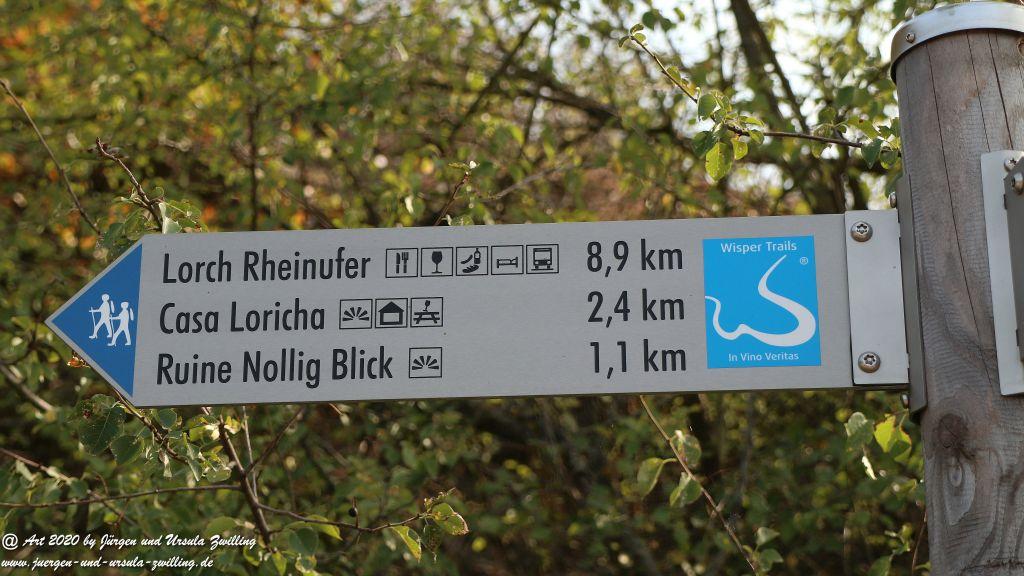 Lorch Rheinufer 8,9 km
Casa Loricha 2,4 km
Ruine Nollig Blick 1,1 km
Wisper Trails
®
In Vino Veritas
@ Art 2020 by Jürgen und Ursula Zwilling
www.juergen-und-ursula-zwilling.de